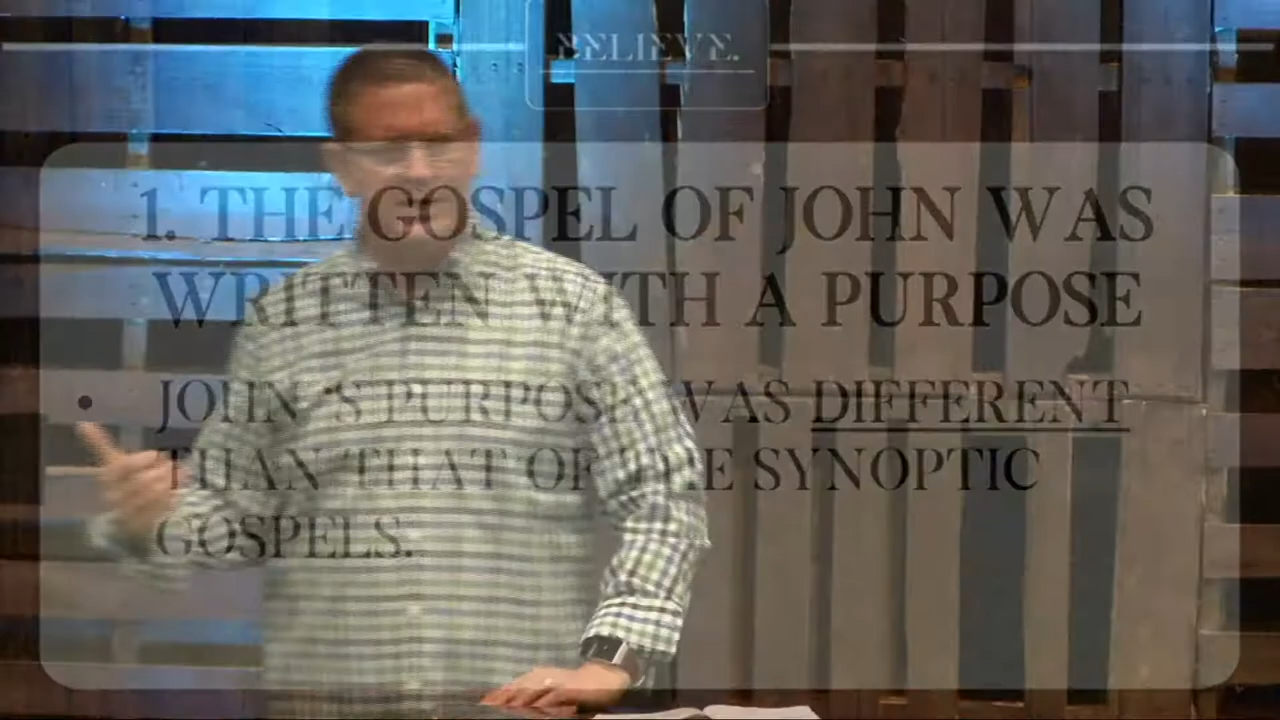 BELIEVE.
1. THE GOSPEL OF JOHN WAS
WRITTEN WITH A PURPOSE
• JOHN 'S PURPOSE WAS DIFFERENT
THAN THAT OF THE SYNOPTIC
GOSPELS.